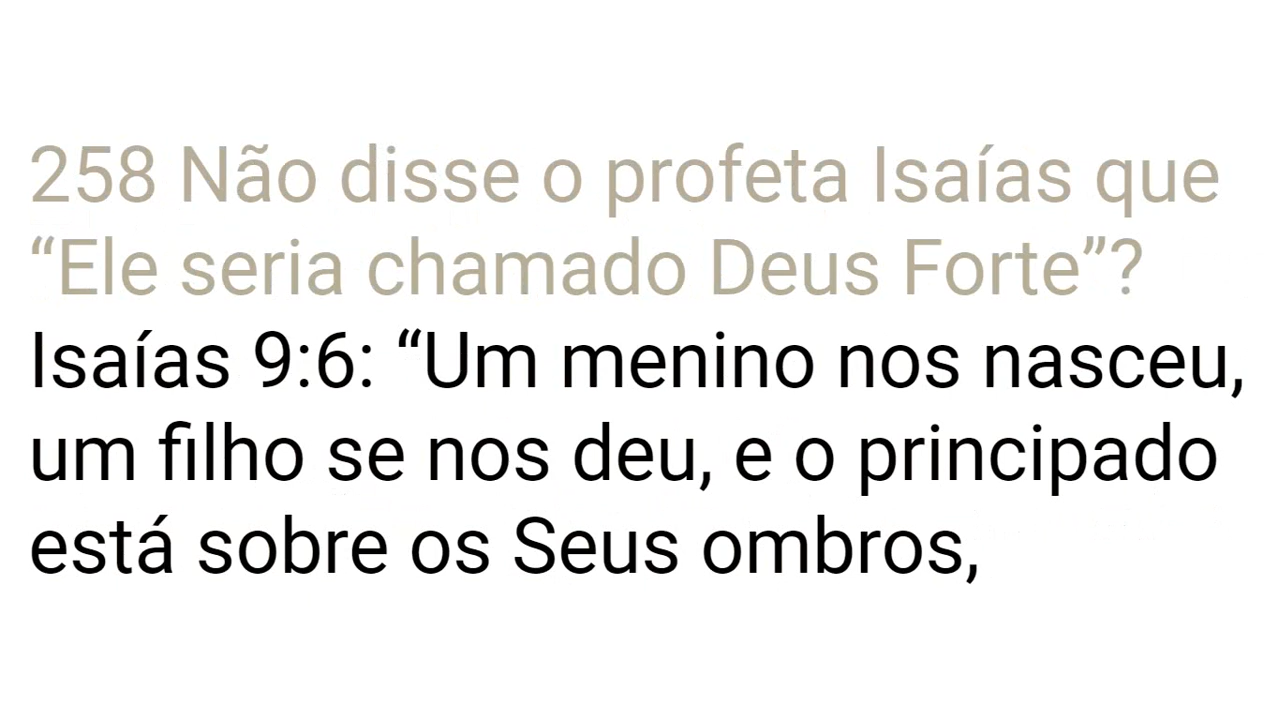 258 Não disse o profeta Isaías que
“Ele seria chamado Deus Forte”?
Isaías 9:6: “Um menino nos nasceu,
um filho se nos deu, e o principado
está sobre os Seus ombros,